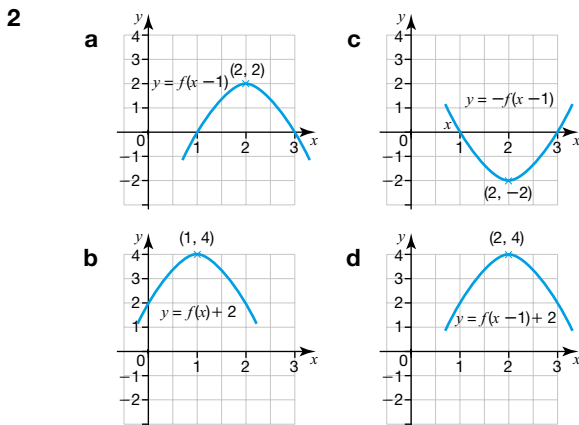 2
a
y
4
3
2
1
0
−1
−2
1
2
3
x
y = f(x −1)
(2, 2)
c
y
4
3
2
1
0
−1
−2
1
2
3
x
x
y = −f(x −1)
(2, −2)
b
y
4
3
2
1
0
−1
−2
1
2
3
x
(1, 4)
y = f(x) + 2
d
y
4
3
2
1
0
−1
−2
1
2
3
x
(2, 4)
y = f(x −1) + 2